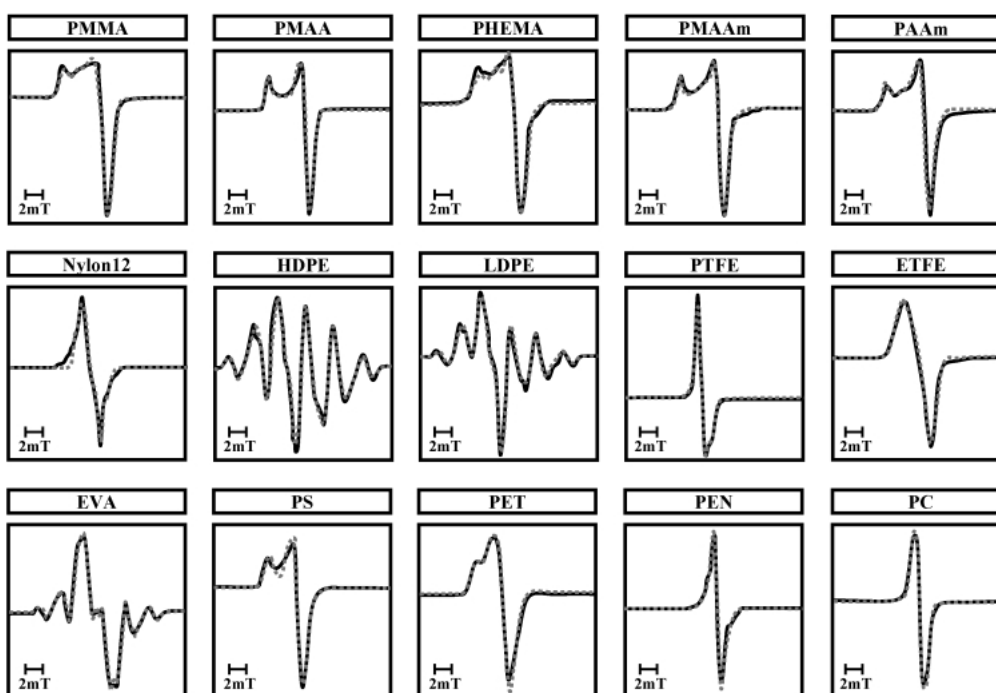 PMMA
PMAA
PHEMA
PMAAm
PAAm
2mT
2mT
2mT
2mT
2mT
Nylon12
HDPE
LDPE
PTFE
ETFE
2mT
2mT
2mT
2mT
2mT
EVA
PS
PET
PEN
PC
2mT
2mT
2mT
2mT
2mT